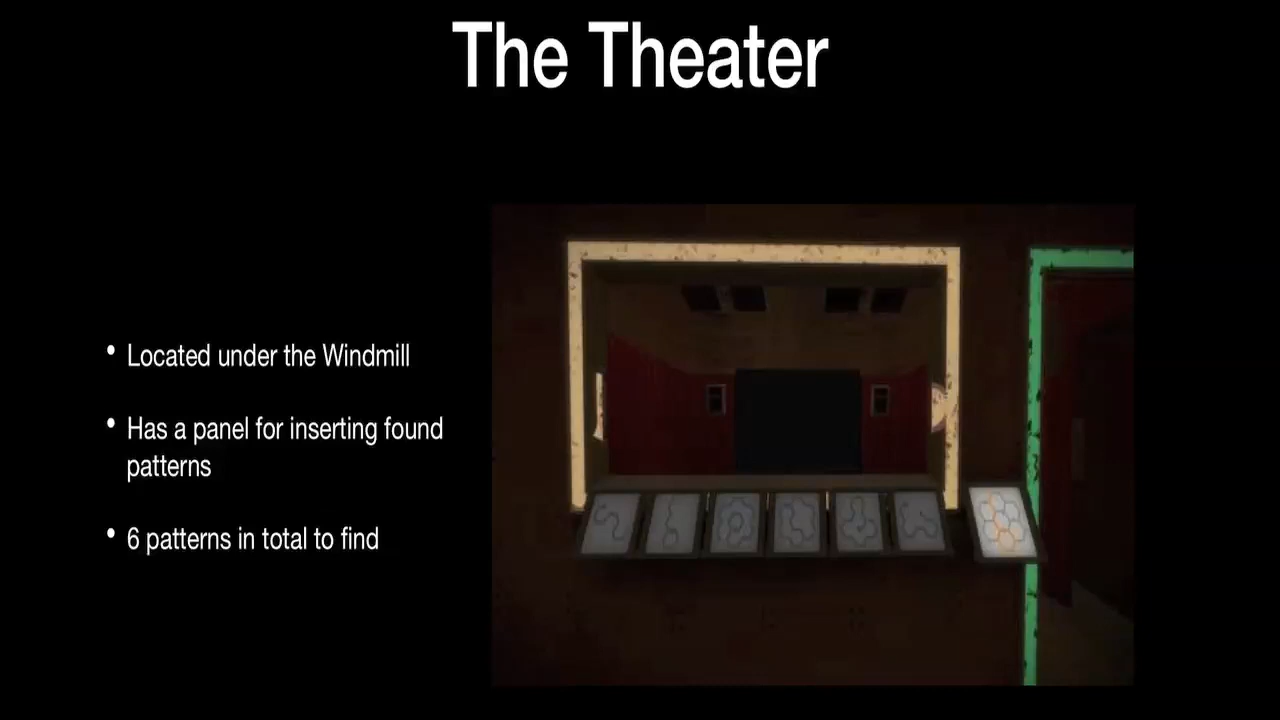 The Theater
• Located under the Windmill
• Has a panel for inserting found
patterns
• 6 patterns in total to find